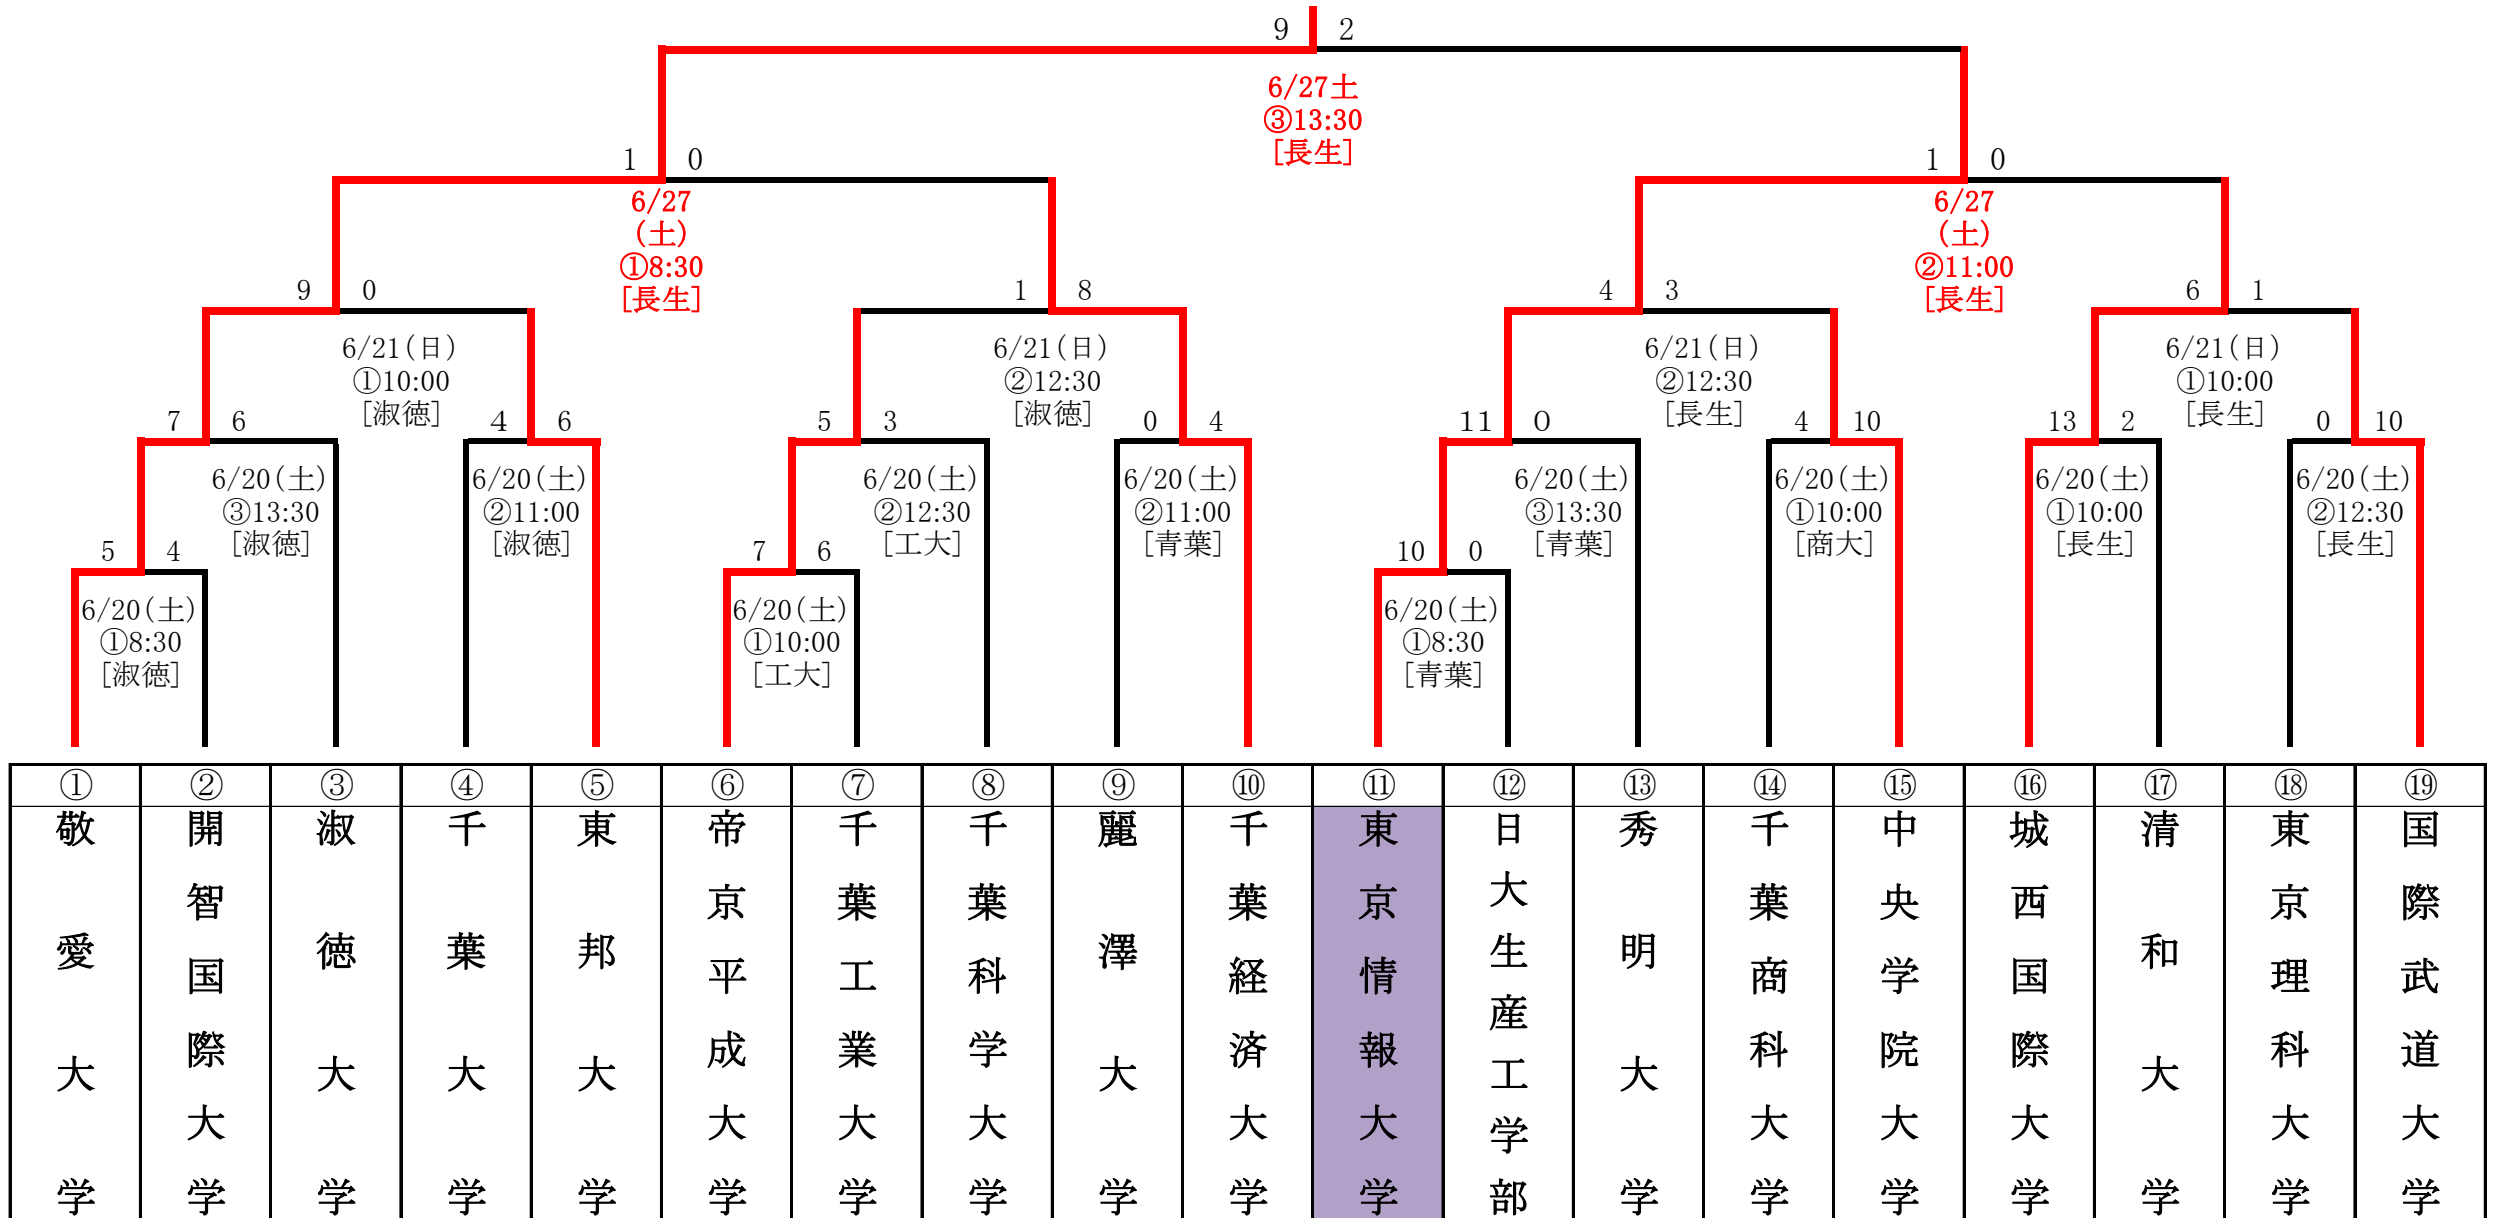 9 2
6/27土
③13:30
[長生]
1 0
6/27
(土)
①8:30
[長生]
1 0
6/27
(土)
②11:00
[長生]
9 0
6/21(日)
①10:00
[淑徳]
1 8
6/21(日)
②12:30
[淑徳]
4 3
6/21(日)
②12:30
[長生]
6 1
6/21(日)
①10:00
[長生]
7 6
6/20(土)
③13:30
[淑徳]
4 6
6/20(土)
②11:00
[淑徳]
5 3
6/20(土)
②12:30
[工大]
0 4
6/20(土)
②11:00
[青葉]
11 0
6/20(土)
③13:30
[青葉]
4 10
6/20(土)
①10:00
[商大]
13 2
6/20(土)
①10:00
[長生]
0 10
6/20(土)
②12:30
[長生]
5 4
6/20(土)
①8:30
[淑徳]
7 6
6/20(土)
①10:00
[工大]
10 0
6/20(土)
①8:30
[青葉]
①
敬愛大学
②
開智国際大学
③
淑徳大学
④
千葉大学
⑤
東邦大学
⑥
帝京平成大学
⑦
千葉工業大学
⑧
千葉科学大学
⑨
麗澤大学
⑩
千葉経済大学
⑪
東京情報大学
⑫
日大生産工学部
⑬
秀明大学
⑭
千葉商科大学
⑮
中央学院大学
⑯
城西国際大学
⑰
清和大学
⑱
東京理科大学
⑲
国際武道大学